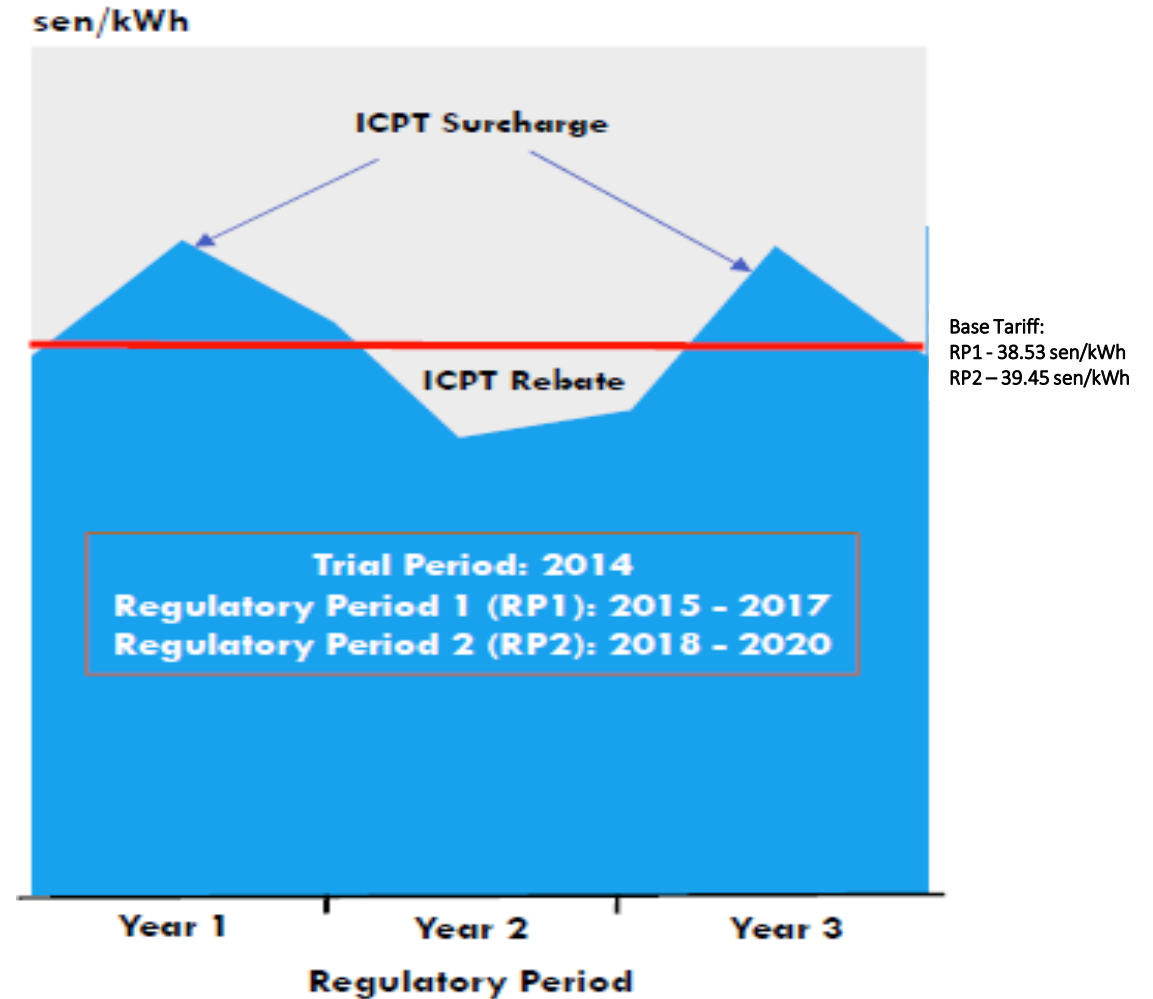 sen/kWh
ICPT Surcharge
Base Tariff:
RP1 - 38.53 sen/kWh
RP2 – 39.45 sen/kWh
ICPT Rebate
Trial Period: 2014
Regulatory Period 1 (RP1): 2015 - 2017
Regulatory Period 2 (RP2): 2018 - 2020
Year 1
Year 2
Year 3
Regulatory Period